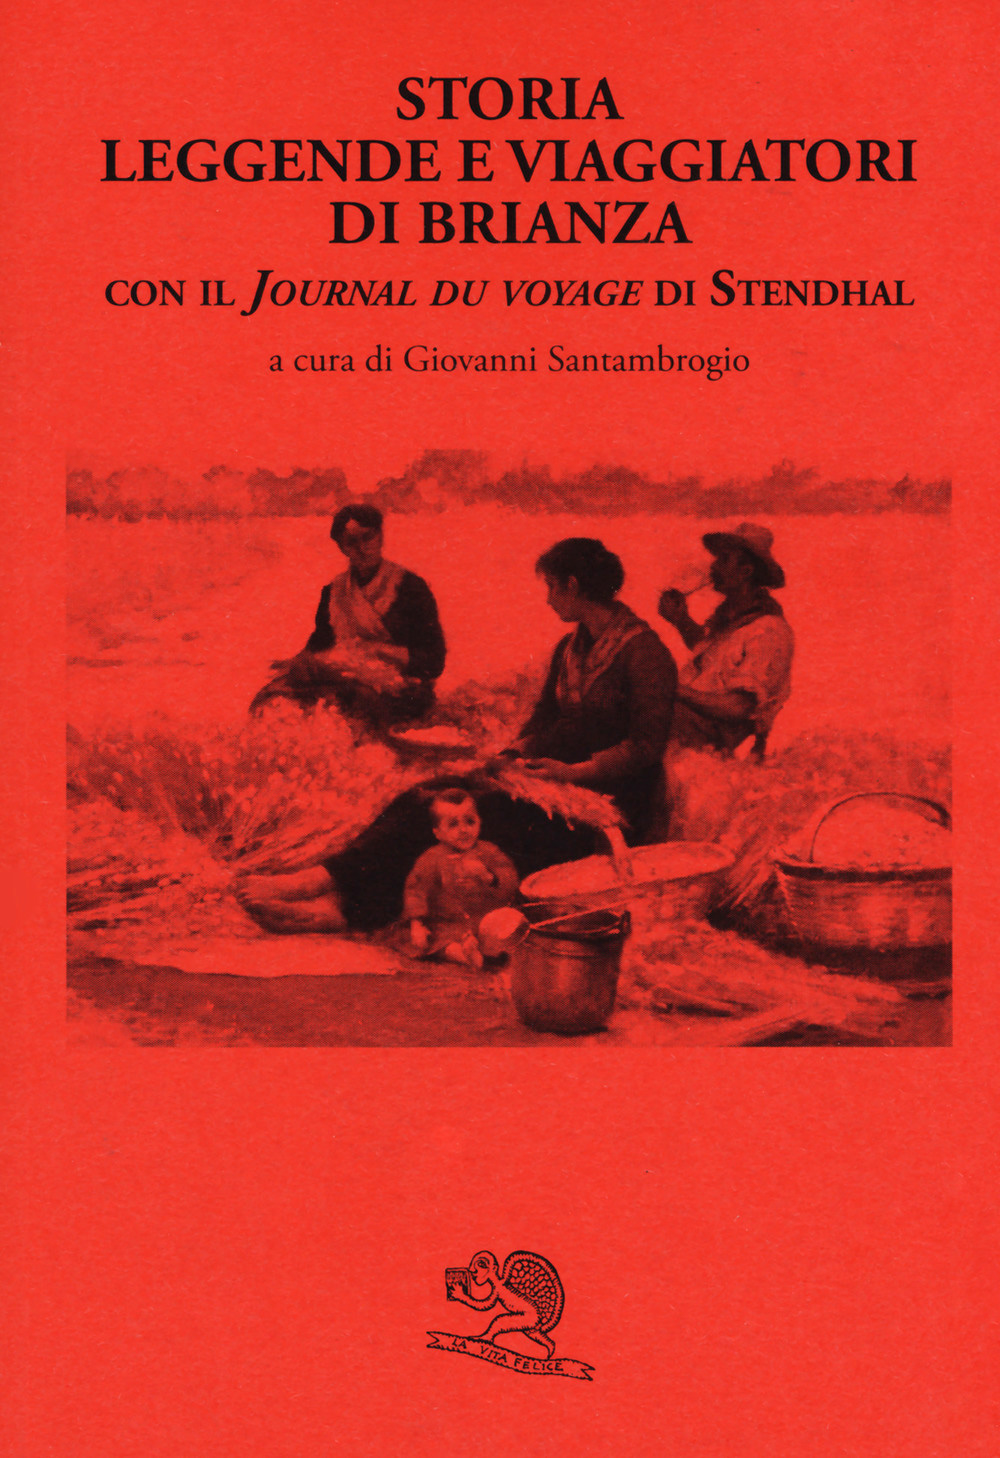 STORIA
LEGGENDE E VIAGGIATORI
DI BRIANZA
CON IL JOURNAL DU VOYAGE DI STENDHAL
a cura di Giovanni Santambrogio
LA VITA FELICE